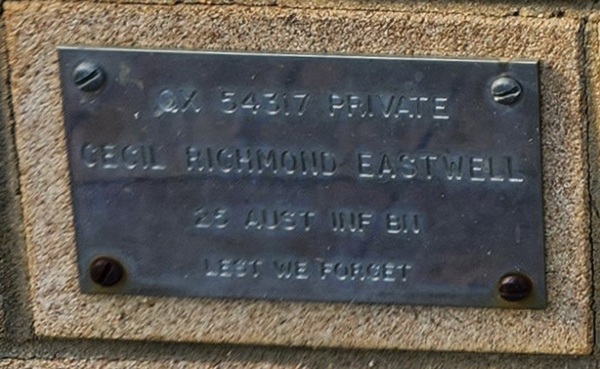 QX 54317 PRIVATE
CECIL RICHMOND EASTWELL
25 AUST INF BN
LEST WE FORGET